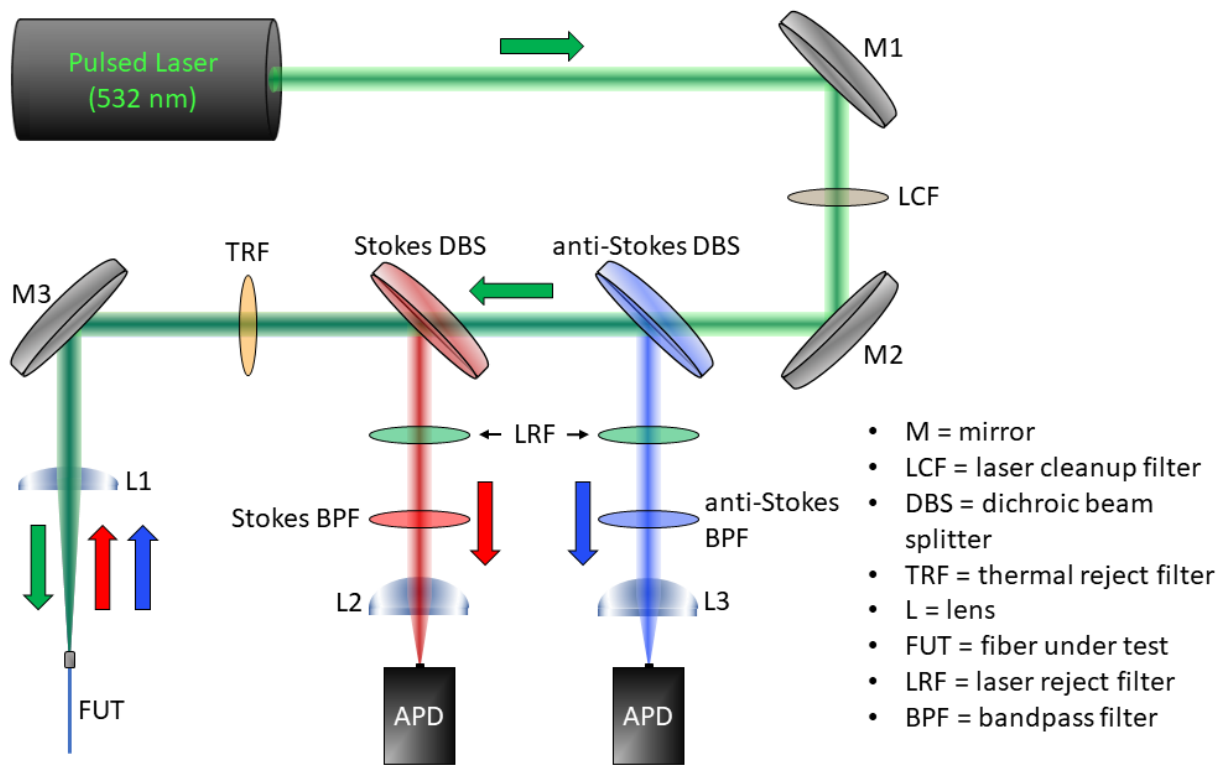 Pulsed Laser
(532 nm)
M1
LCF
TRF
Stokes DBS
anti-Stokes DBS
M3
M2
LRF
L1
Stokes BPF
anti-Stokes
BPF
L2
L3
FUT
APD
APD
• M = mirror
• LCF = laser cleanup filter
• DBS = dichroic beam
splitter
• TRF = thermal reject filter
• L = lens
• FUT = fiber under test
• LRF = laser reject filter
• BPF = bandpass filter